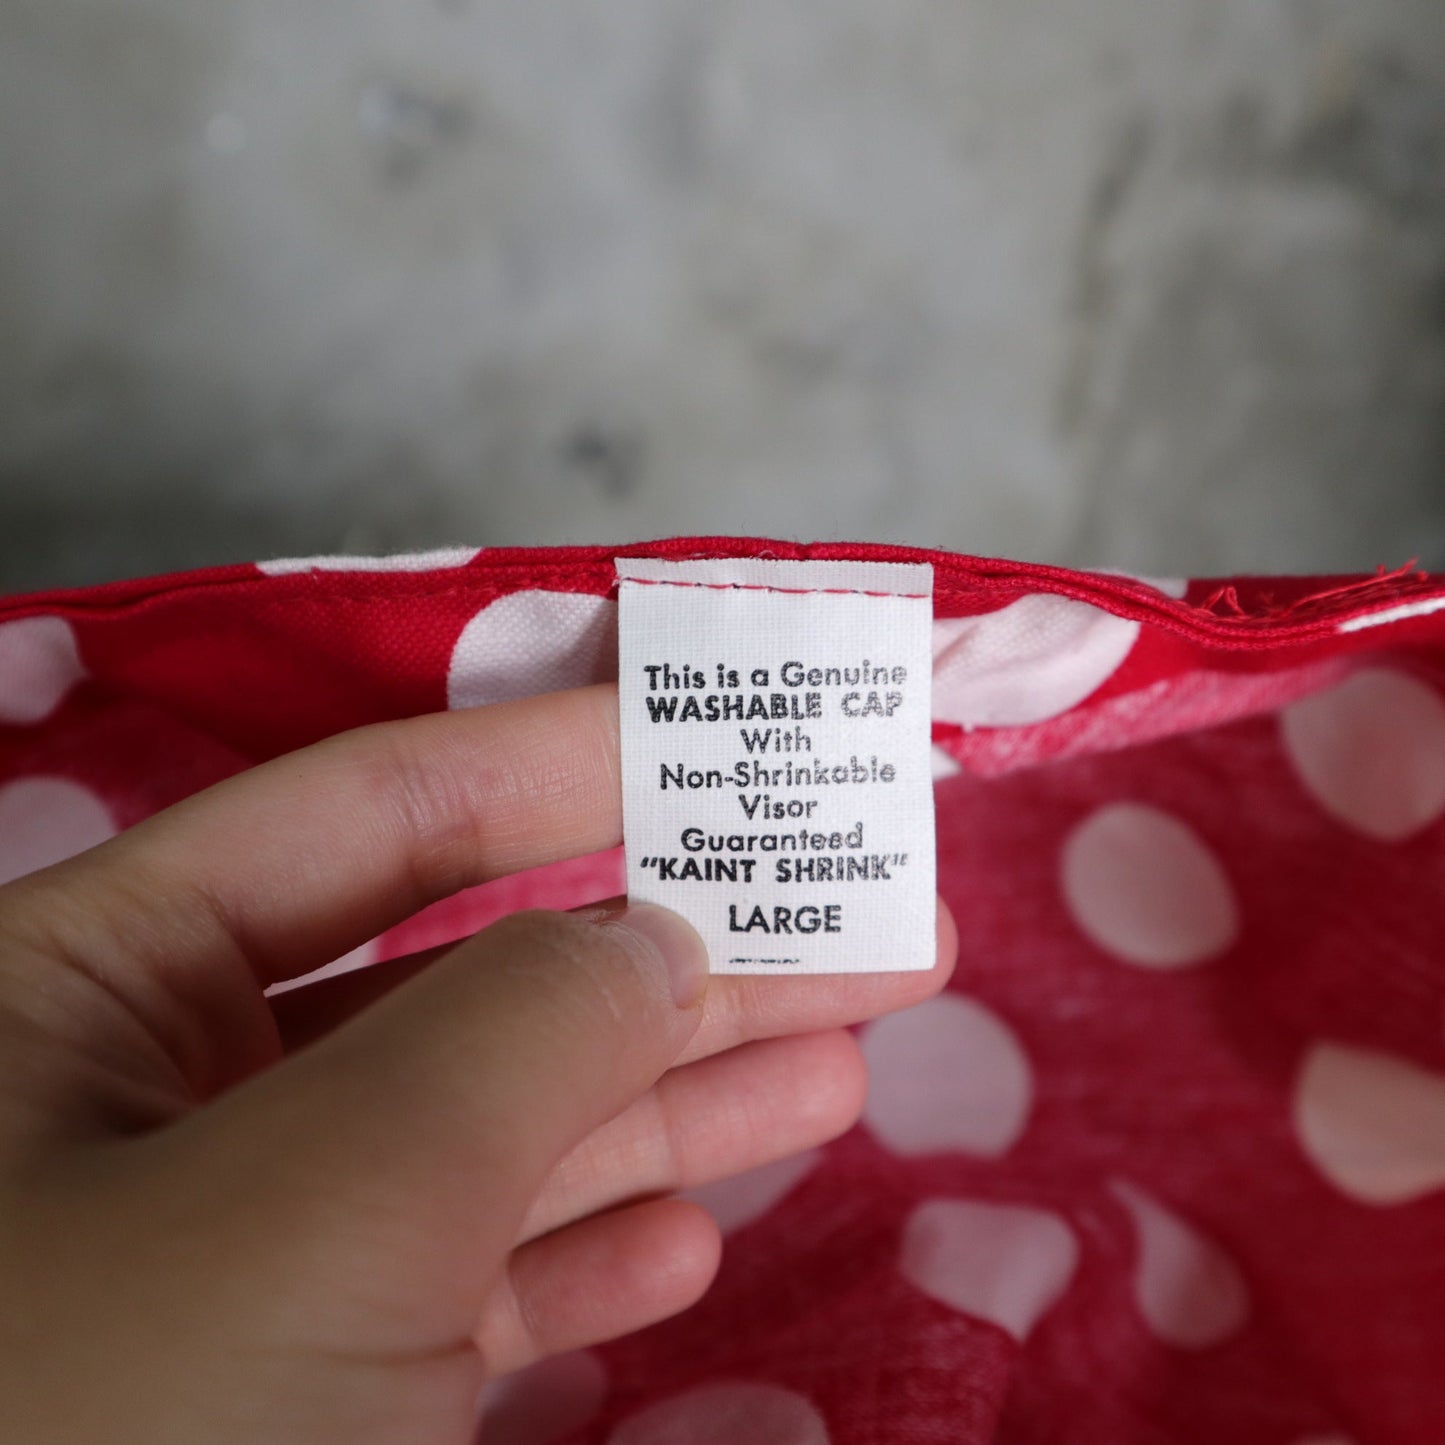 This is a Genuine
WASHABLE CAP
With
Non-Shrinkable
Visor
Guaranteed
"KAINT SHRINK"
LARGE